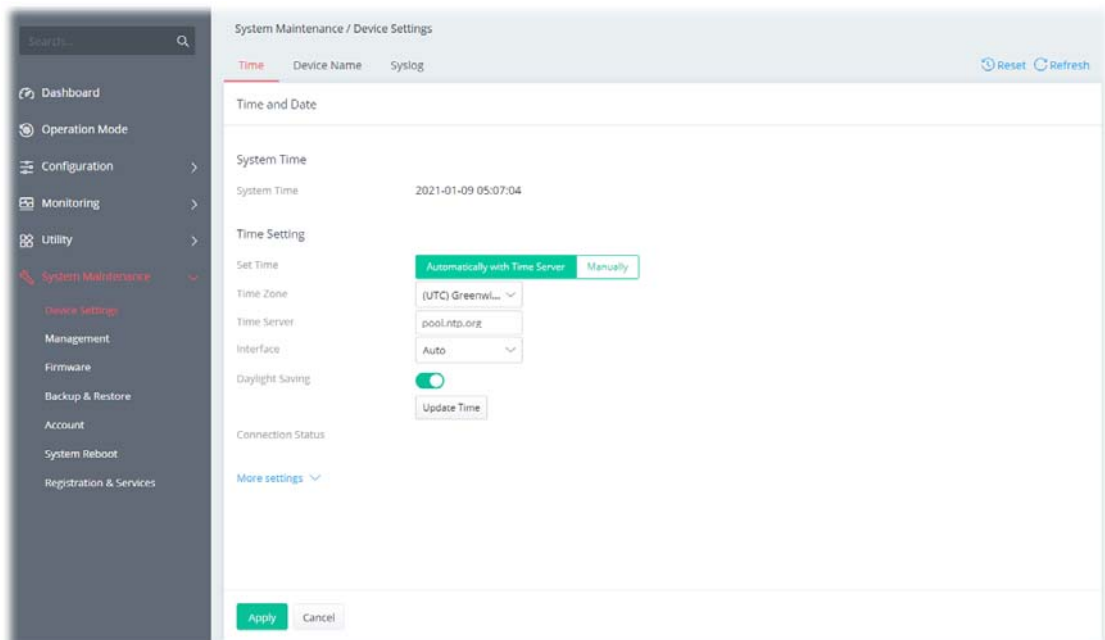 Search...
Dashboard
Operation Mode
Configuration
Monitoring
Utility
System Maintenance
Device Settings
Management
Firmware
Backup & Restore
Account
System Reboot
Registration & Services
System Maintenance / Device Settings
Time Device Name Syslog
Reset Refresh
Time and Date
System Time
System Time 2021-01-09 05:07:04
Time Setting
Set Time Automatically with Time Server Manually
Time Zone (UTC) Greenwi...
Time Server pool.ntp.org
Interface Auto
Daylight Saving
Update Time
Connection Status
More settings
Apply Cancel